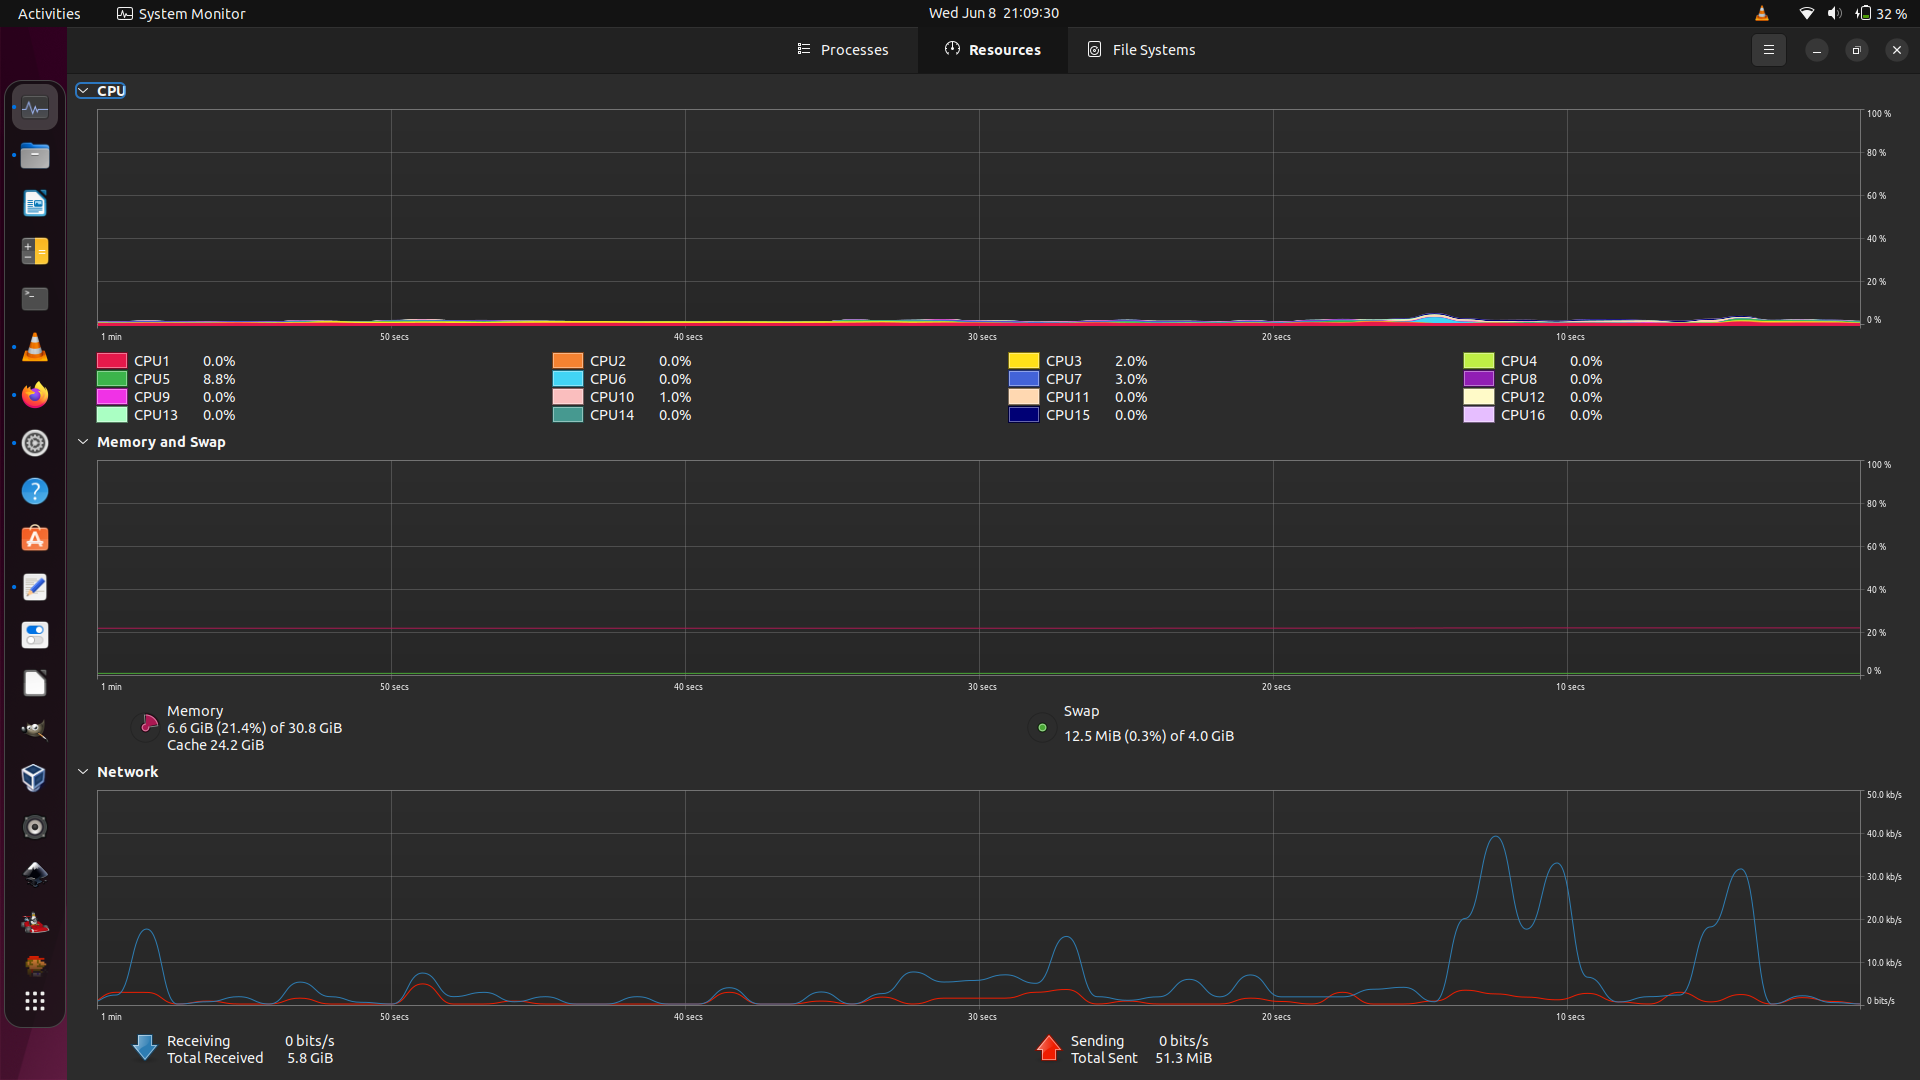 Activities System Monitor Wed Jun 8 21:09:30 32 %
Processes Resources File Systems
CPU
100 %
80 %
60 %
40 %
20 %
0 %
1 min 50 secs 40 secs 30 secs 20 secs 10 secs
CPU1 0.0% CPU2 0.0% CPU3 2.0% CPU4 0.0%
CPU5 8.8% CPU6 0.0% CPU7 3.0% CPU8 0.0%
CPU9 0.0% CPU10 1.0% CPU11 0.0% CPU12 0.0%
CPU13 0.0% CPU14 0.0% CPU15 0.0% CPU16 0.0%
Memory and Swap
100 %
80 %
60 %
40 %
20 %
0 %
1 min 50 secs 40 secs 30 secs 20 secs 10 secs
Memory
6.6 GiB (21.4%) of 30.8 GiB
Cache 24.2 GiB
Swap
12.5 MiB (0.3%) of 4.0 GiB
Network
50.0 kb/s
40.0 kb/s
30.0 kb/s
20.0 kb/s
10.0 kb/s
0 bits/s
1 min 50 secs 40 secs 30 secs 20 secs 10 secs
Receiving 0 bits/s
Total Received 5.8 GiB
Sending 0 bits/s
Total Sent 51.3 MiB